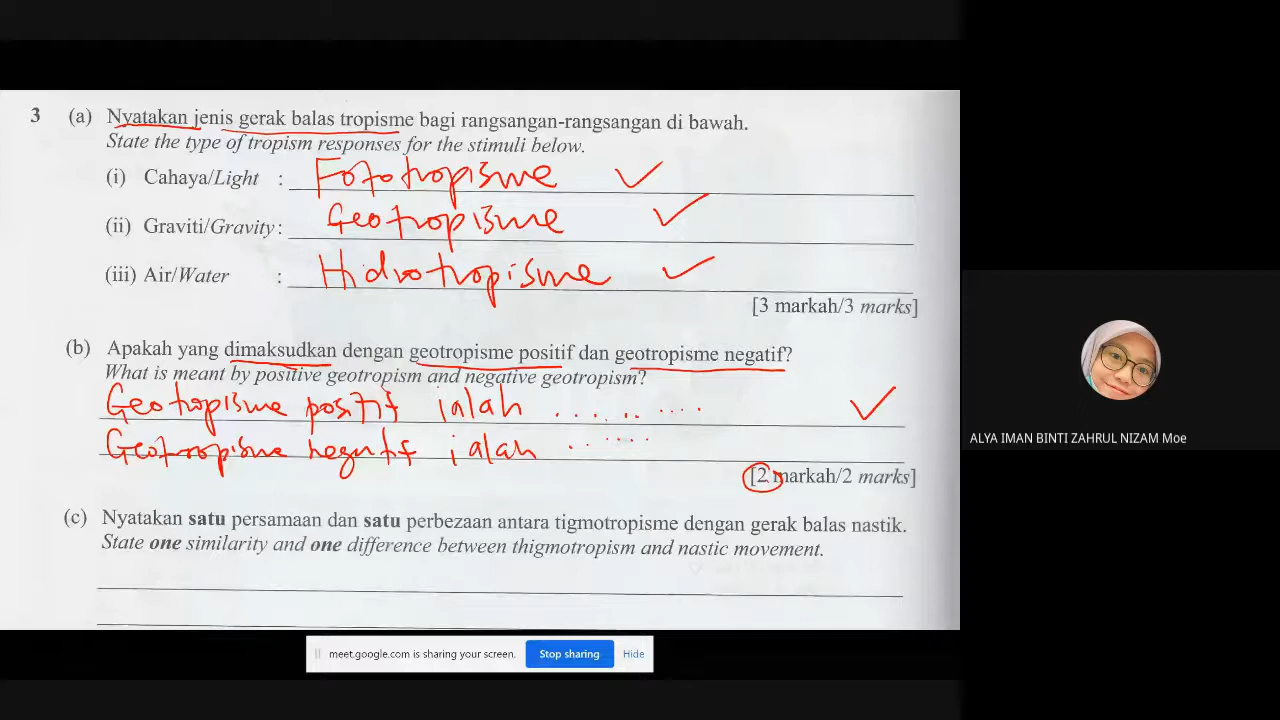 3 (a) Nyatakan jenis gerak balas tropisme bagi rangsangan-rangsangan di bawah.
State the type of tropism responses for the stimuli below.
(i) Cahaya/Light : Fototropisme
(ii) Graviti/Gravity: Geotropisme
(iii) Air/Water : Hidrotropisme
[3 markah/3 marks]
(b) Apakah yang dimaksudkan dengan geotropisme positif dan geotropisme negatif?
What is meant by positive geotropism and negative geotropism?
Geotropisme positif ialah ..........
Geotropisme negatif ialah ......
[2 markah/2 marks]
(c) Nyatakan satu persamaan dan satu perbezaan antara tigmotropisme dengan gerak balas nastik.
State one similarity and one difference between thigmotropism and nastic movement.
ALYA IMAN BINTI ZAHRUL NIZAM Moe
meet.google.com is sharing your screen. Stop sharing Hide